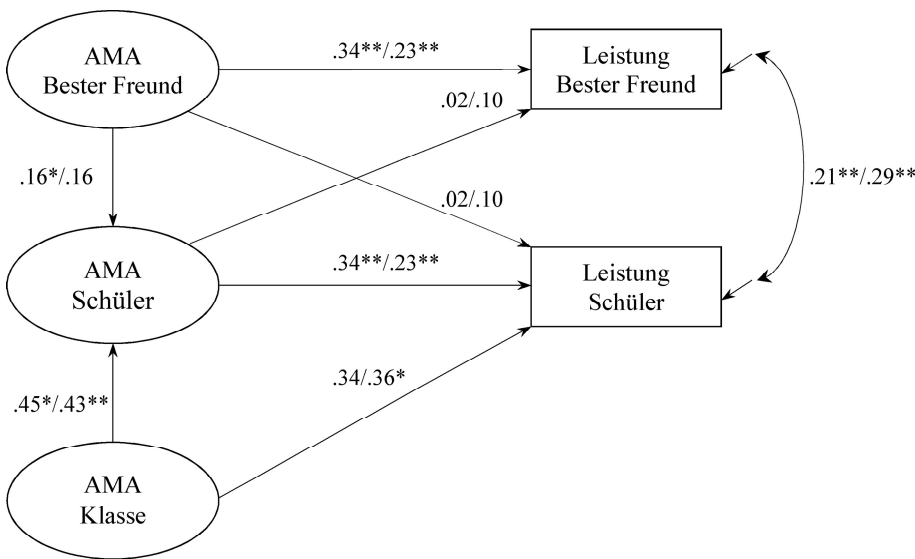 AMA
Bester Freund
.34**/.23**
Leistung
Bester Freund
.02/.10
.16*/.16
.21**/.29**
.02/.10
AMA
Schüler
.34**/.23**
Leistung
Schüler
.34/.36*
.45*/.43**
AMA
Klasse